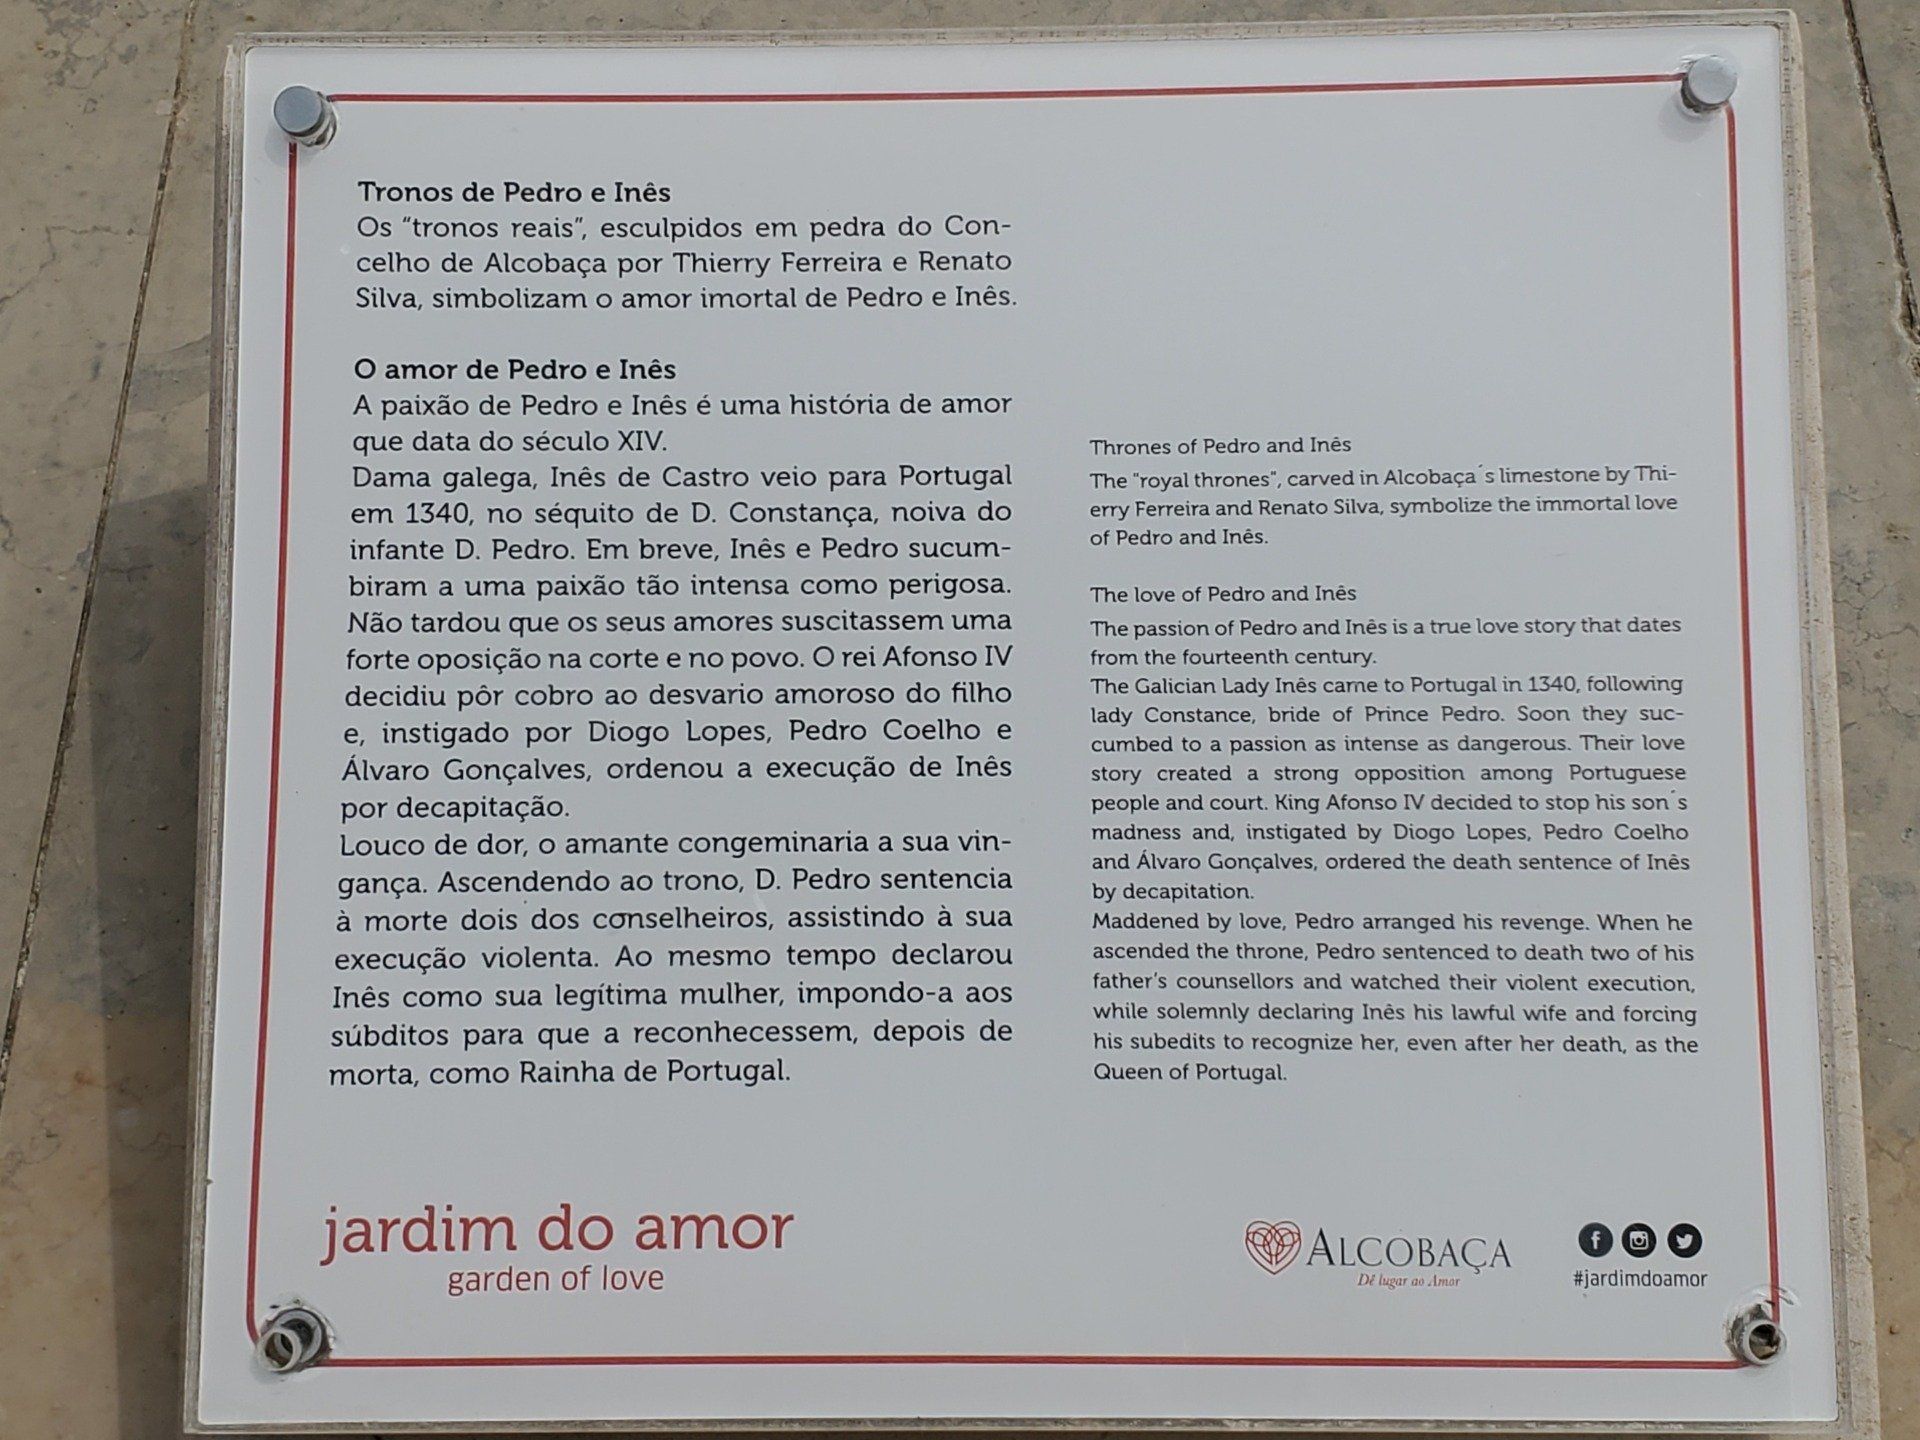 Tronos de Pedro e Inês
Os "tronos reais", esculpidos em pedra do Con-
celho de Alcobaça por Thierry Ferreira e Renato
Silva, simbolizam o amor imortal de Pedro e Inês.
O amor de Pedro e Inês
A paixão de Pedro e Inês é uma história de amor
que data do século XIV.
Dama galega, Inês de Castro veio para Portugal
em 1340, no séquito de D. Constança, noiva do
infante D. Pedro. Em breve, Inês e Pedro sucum-
biram a uma paixão tão intensa como perigosa.
Não tardou que os seus amores suscitassem uma
forte oposição na corte e no povo. O rei Afonso IV
decidiu pôr cobro ao desvario amoroso do filho
e, instigado por Diogo Lopes, Pedro Coelho e
Álvaro Gonçalves, ordenou a execução de Inês
por decapitação.
Louco de dor, o amante congeminaria a sua vin-
gança. Ascendendo ao trono, D. Pedro sentencia
à morte dois dos conselheiros, assistindo à sua
execução violenta. Ao mesmo tempo declarou
Inês como sua legítima mulher, impondo-a aos
súbditos para que a reconhecessem, depois de
morta, como Rainha de Portugal.
Thrones of Pedro and Inês
The "royal thrones", carved in Alcobaça´s limestone by Thi-
erry Ferreira and Renato Silva, symbolize the immortal love
of Pedro and Inês.
The love of Pedro and Inês
The passion of Pedro and Inês is a true love story that dates
from the fourteenth century.
The Galician Lady Inês came to Portugal in 1340, following
lady Constance, bride of Prince Pedro. Soon they suc-
cumbed to a passion as intense as dangerous. Their love
story created a strong opposition among Portuguese
people and court. King Afonso IV decided to stop his son´s
madness and, instigated by Diogo Lopes, Pedro Coelho
and Álvaro Gonçalves, ordered the death sentence of Inês
by decapitation.
Maddened by love, Pedro arranged his revenge. When he
ascended the throne, Pedro sentenced to death two of his
father's counsellors and watched their violent execution,
while solemnly declaring Inês his lawful wife and forcing
his subedits to recognize her, even after her death, as the
Queen of Portugal.
jardim do amor
garden of love
ALCOBAÇA
Dê lugar ao Amor
#jardimdoamor